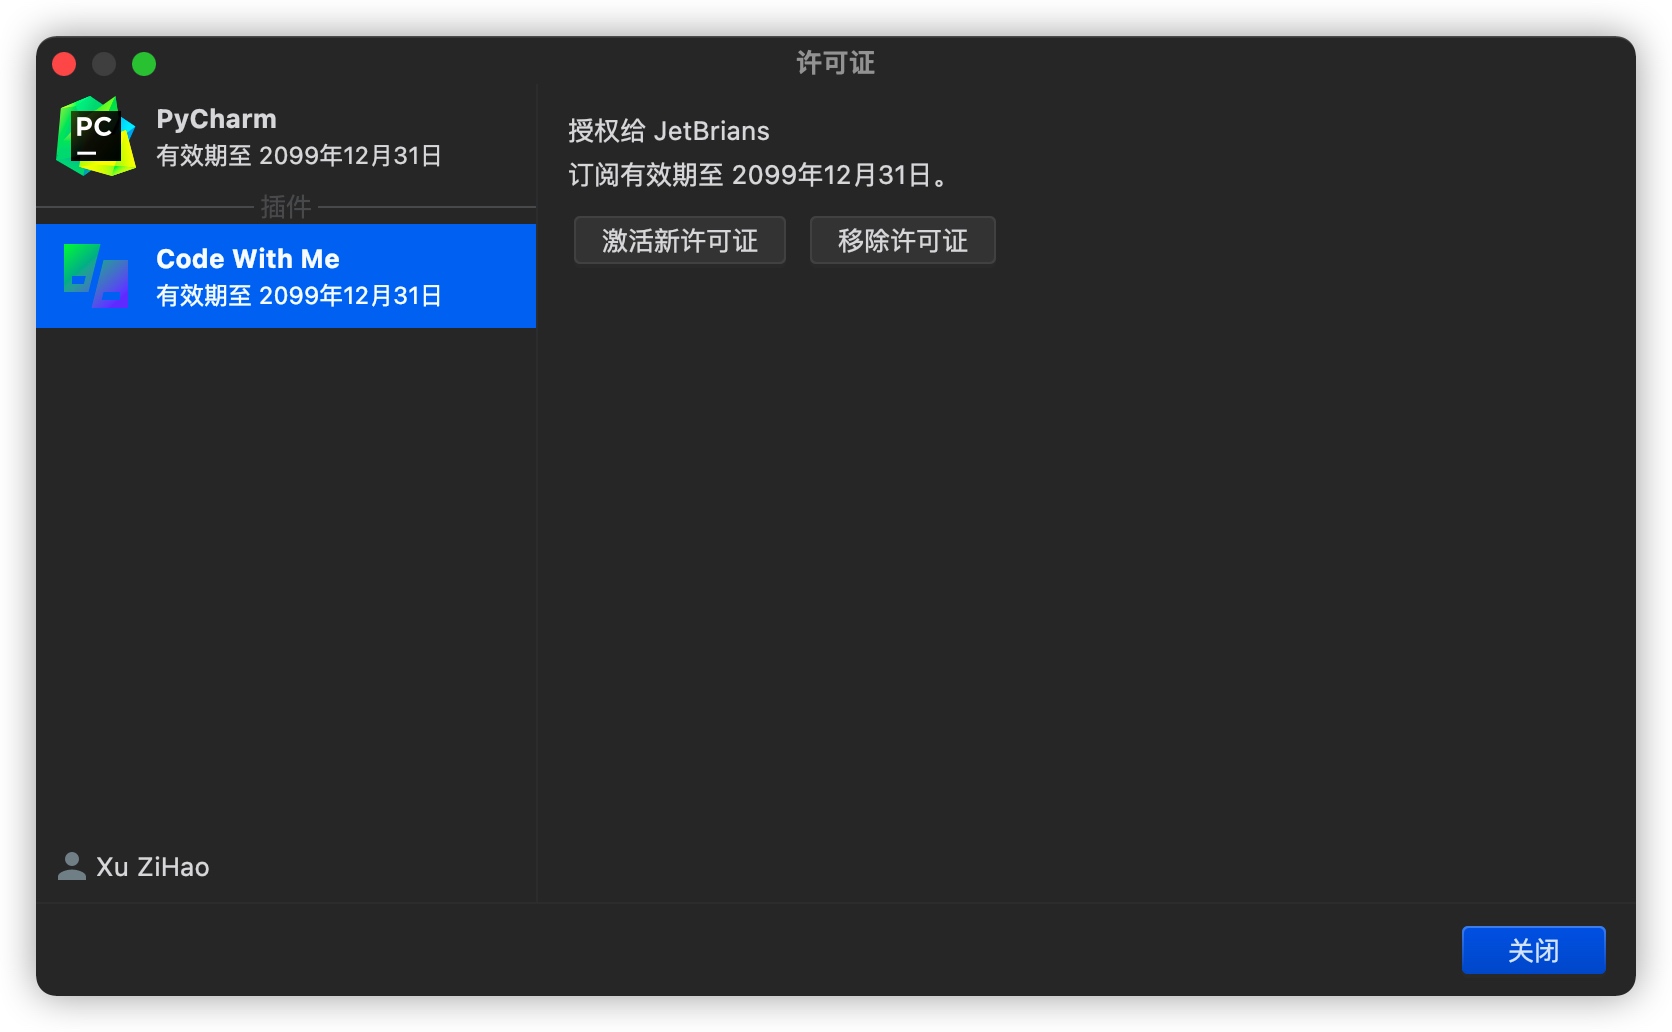 许可证
PC
PyCharm
有效期至 2099年12月31日
插件
Code With Me
有效期至 2099年12月31日
Xu ZiHao
授权给 JetBrians
订阅有效期至 2099年12月31日。
激活新许可证
移除许可证
关闭